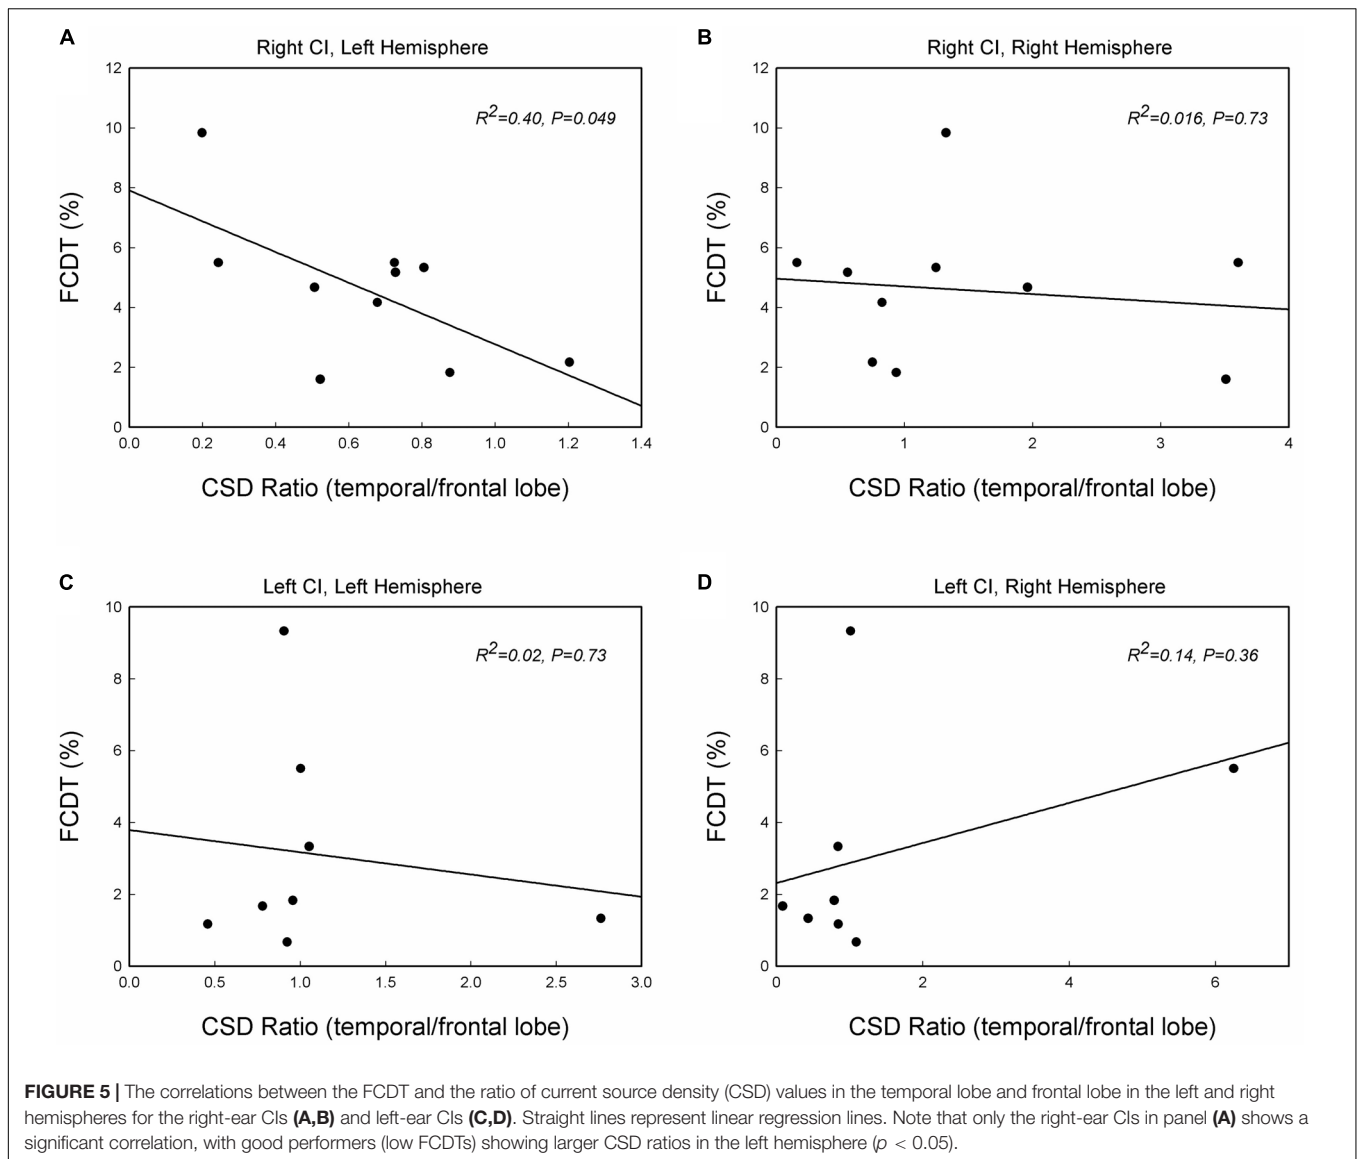 A
Right CI, Left Hemisphere
R2=0.40, P=0.049
12
10
8
6
4
2
0
FCDT (%)
0.0 0.2 0.4 0.6 0.8 1.0 1.2 1.4
CSD Ratio (temporal/frontal lobe)
B
Right CI, Right Hemisphere
R2=0.016, P=0.73
12
10
8
6
4
2
0
FCDT (%)
0 1 2 3 4
CSD Ratio (temporal/frontal lobe)
C
Left CI, Left Hemisphere
R2=0.02, P=0.73
10
8
6
4
2
0
FCDT (%)
0.0 0.5 1.0 1.5 2.0 2.5 3.0
CSD Ratio (temporal/frontal lobe)
D
Left CI, Right Hemisphere
R2=0.14, P=0.36
10
8
6
4
2
0
FCDT (%)
0 2 4 6
CSD Ratio (temporal/frontal lobe)
FIGURE 5 | The correlations between the FCDT and the ratio of current source density (CSD) values in the temporal lobe and frontal lobe in the left and right
hemispheres for the right-ear CIs (A,B) and left-ear CIs (C,D). Straight lines represent linear regression lines. Note that only the right-ear CIs in panel (A) shows a
significant correlation, with good performers (low FCDTs) showing larger CSD ratios in the left hemisphere (p < 0.05).